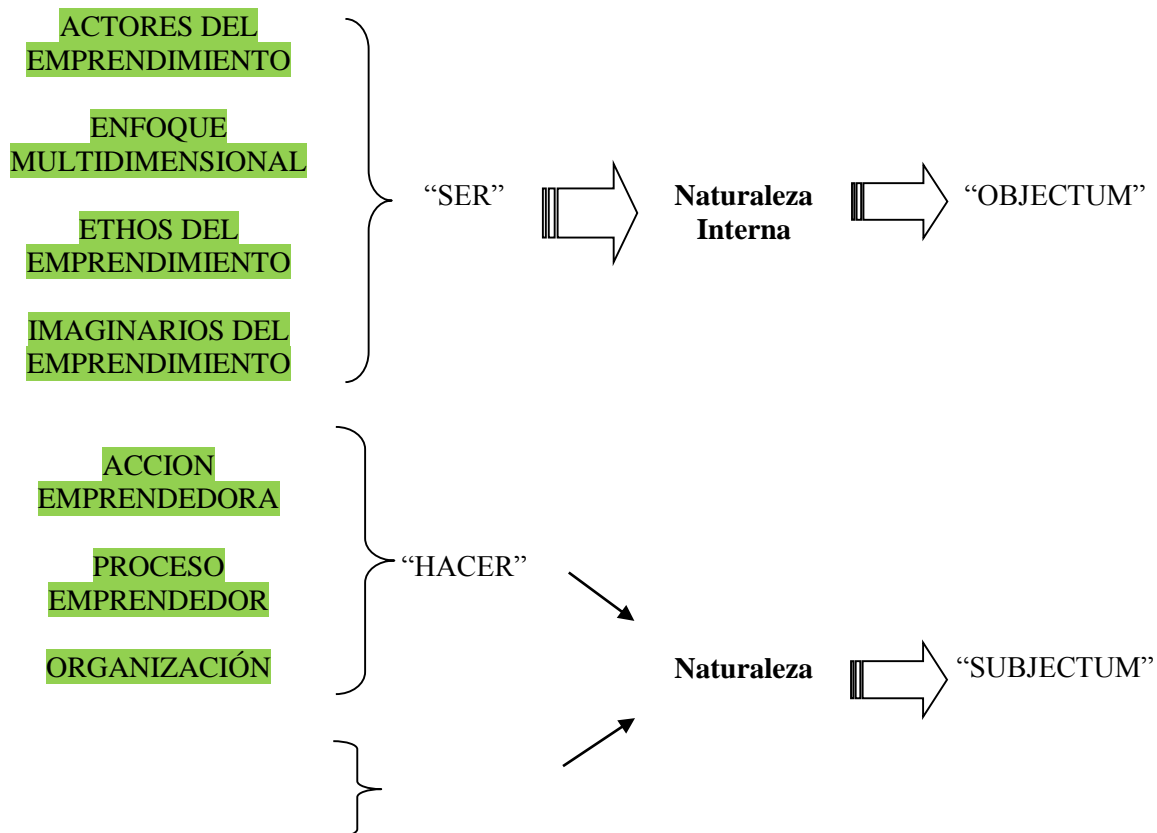 ACTORES DEL
EMPRENDIMIENTO
ENFOQUE
MULTIDIMENSIONAL
“SER”
Naturaleza
Interna
“OBJECTUM”
ETHOS DEL
EMPRENDIMIENTO
IMAGINARIOS DEL
EMPRENDIMIENTO
ACCION
EMPRENDEDORA
PROCESO
EMPRENDEDOR
“HACER”
ORGANIZACIÓN
Naturaleza
“SUBJECTUM”